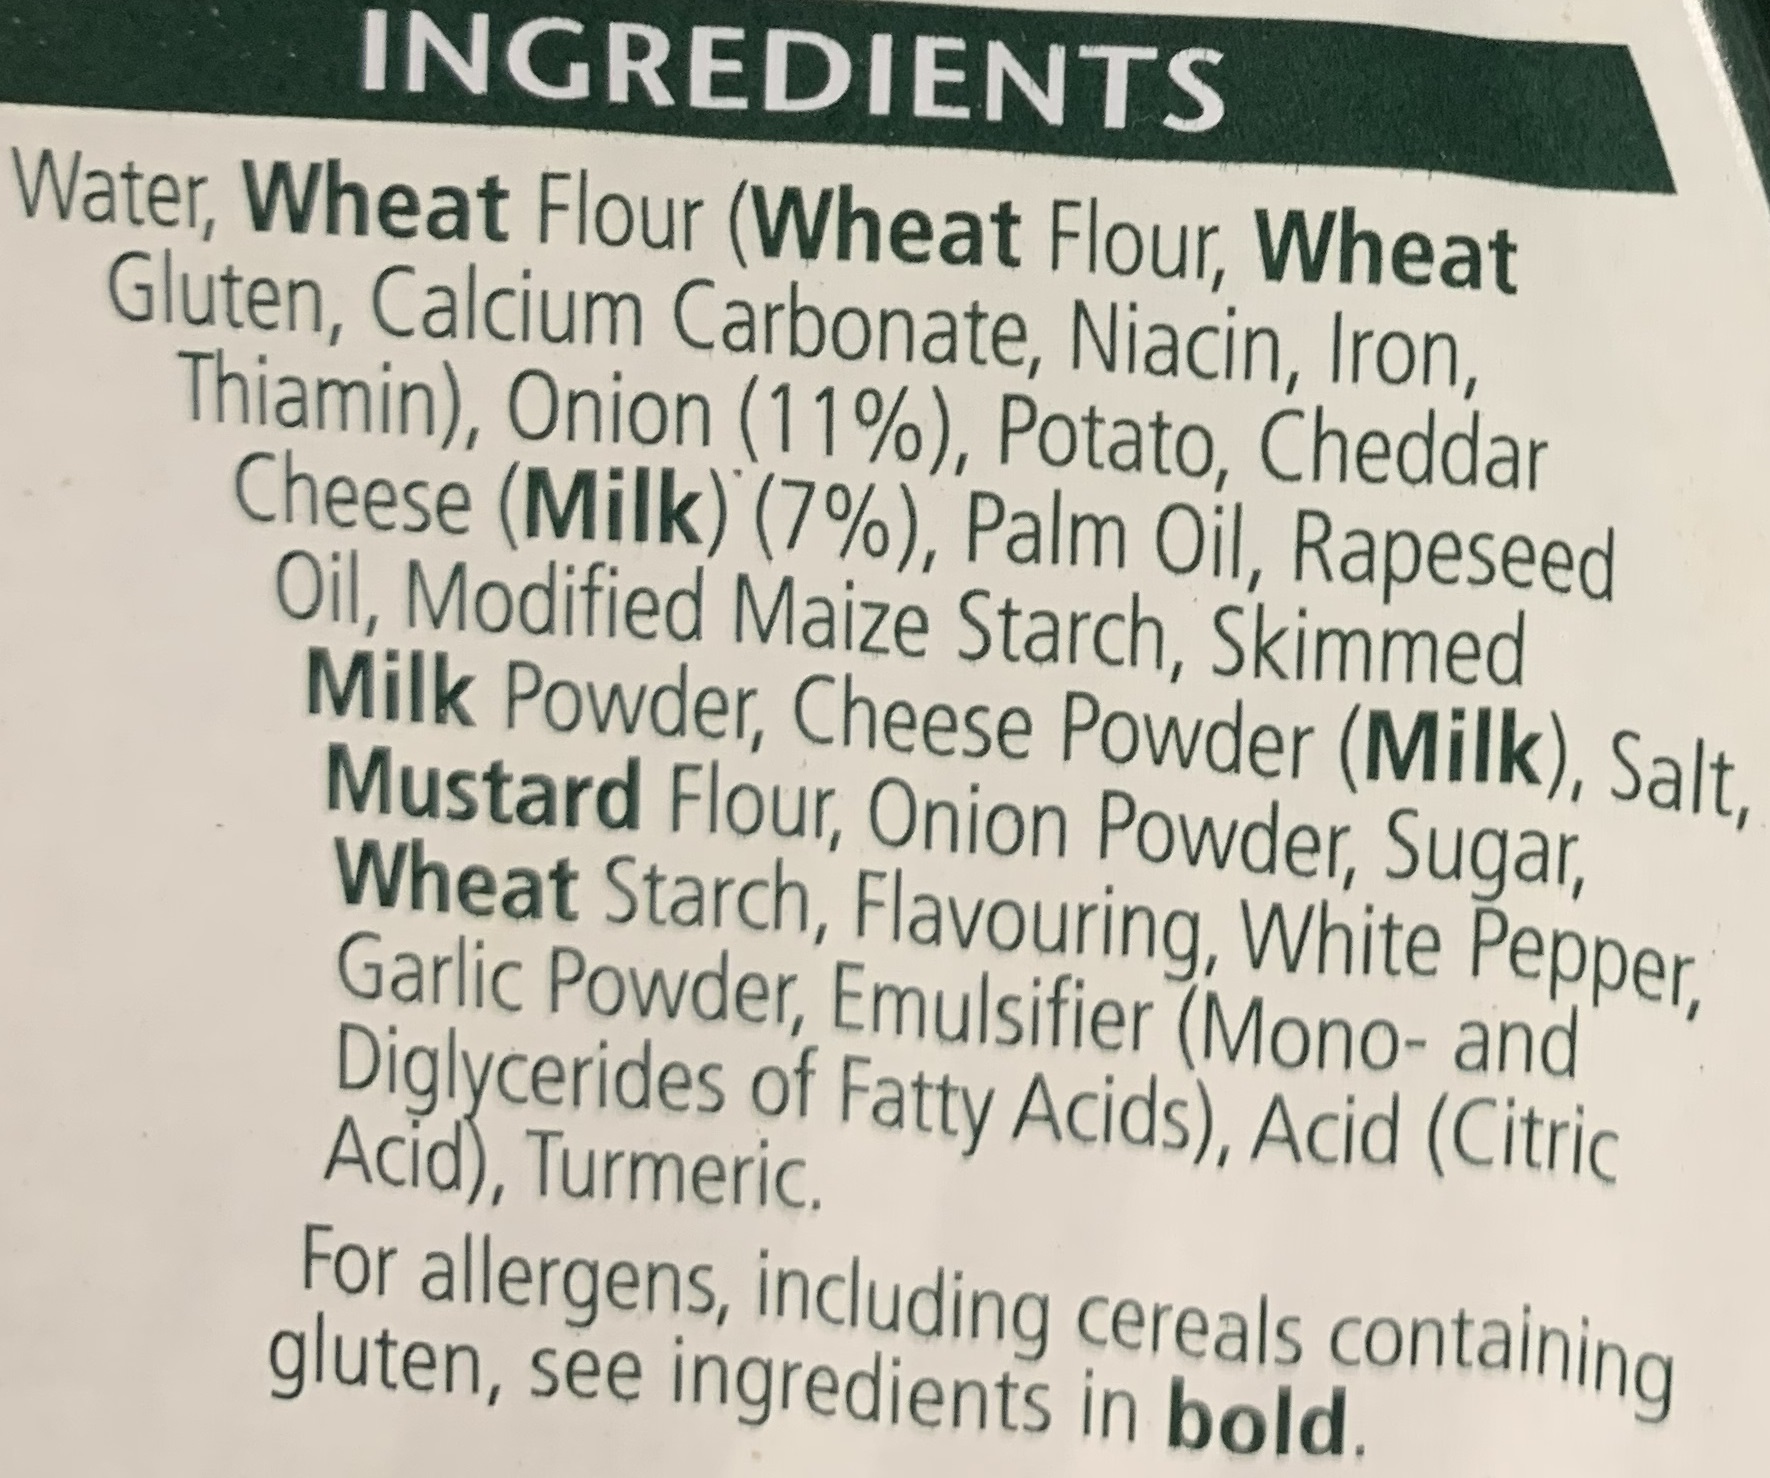 INGREDIENTS
Water, Wheat Flour (Wheat Flour, Wheat
Gluten, Calcium Carbonate, Niacin, Iron,
Thiamin), Onion (11%), Potato, Cheddar
Cheese (Milk) (7%), Palm Oil, Rapeseed
Oil, Modified Maize Starch, Skimmed
Milk Powder, Cheese Powder (Milk), Salt,
Mustard Flour, Onion Powder, Sugar,
Wheat Starch, Flavouring, White Pepper,
Garlic Powder, Emulsifier (Mono- and
Diglycerides of Fatty Acids), Acid (Citric
Acid), Turmeric.
For allergens, including cereals containing
gluten, see ingredients in bold.